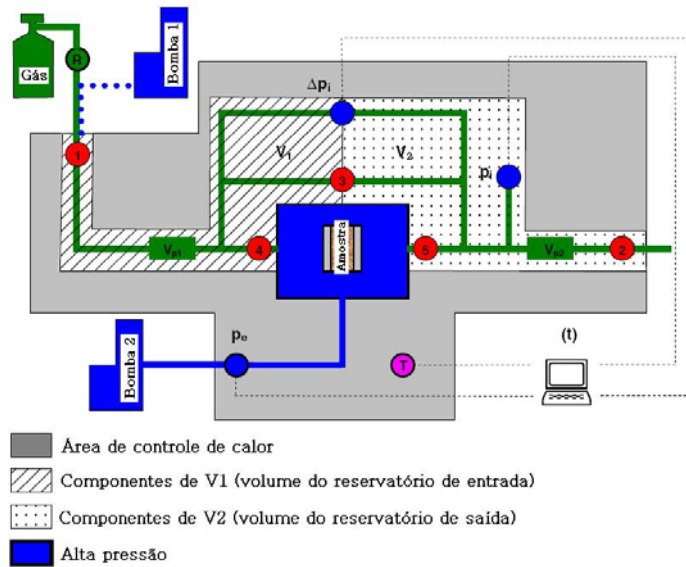 Gás
R
Bomba 1
Δpi
1
V1
V2
3
pi
Vp1
4
Amostra
5
Vp2
2
Bomba 2
pe
T
(t)
Área de controle de calor
Componentes de V1 (volume do reservatório de entrada)
Componentes de V2 (volume do reservatório de saída)
Alta pressão